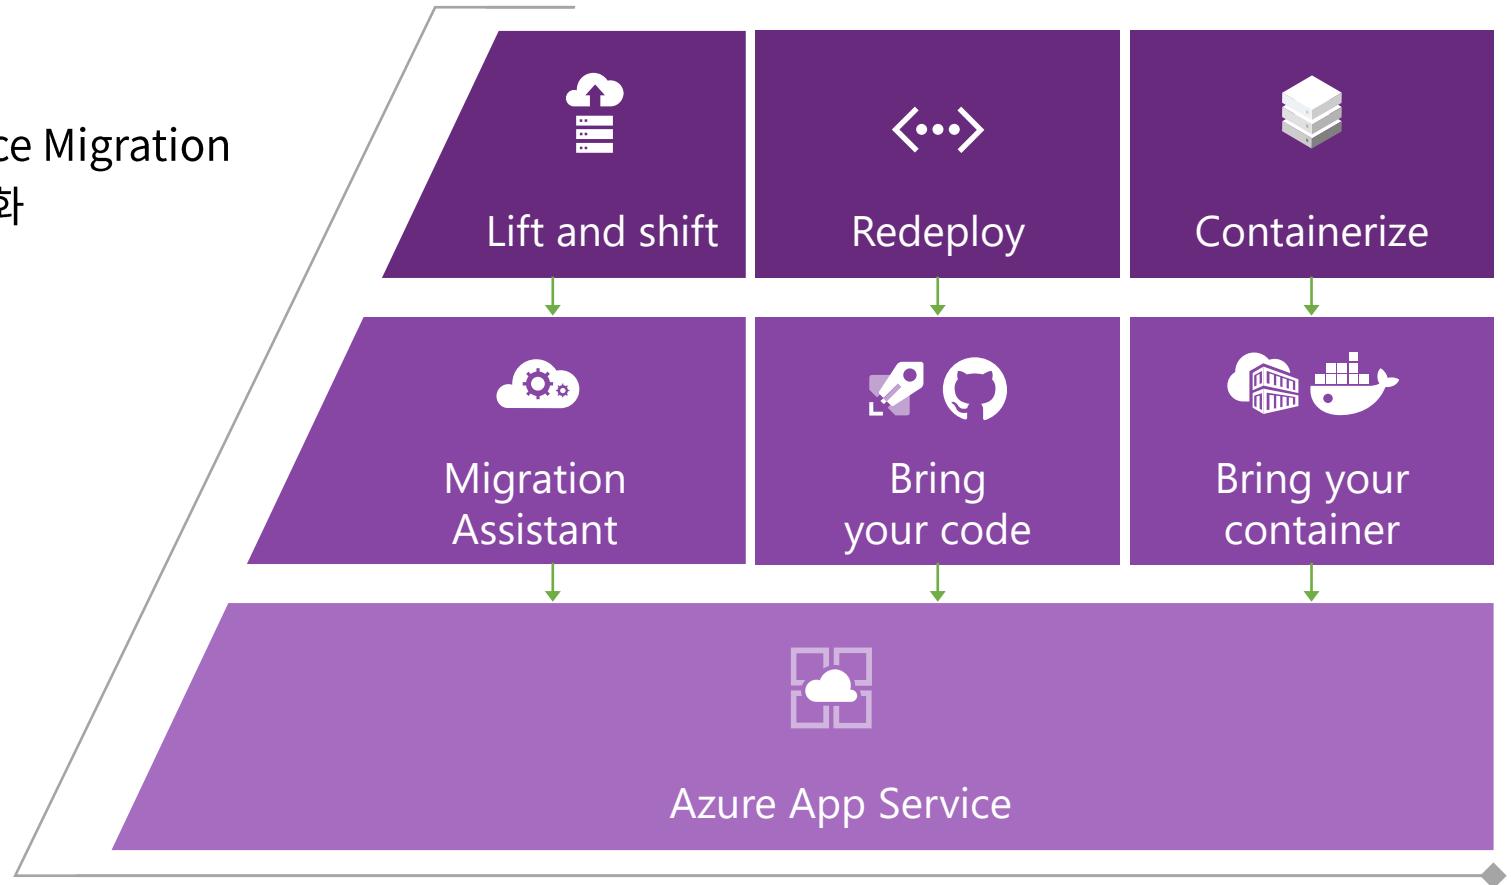 ce Migration
화
Lift and shift
Redeploy
Containerize
Migration
Assistant
Bring
your code
Bring your
container
Azure App Service